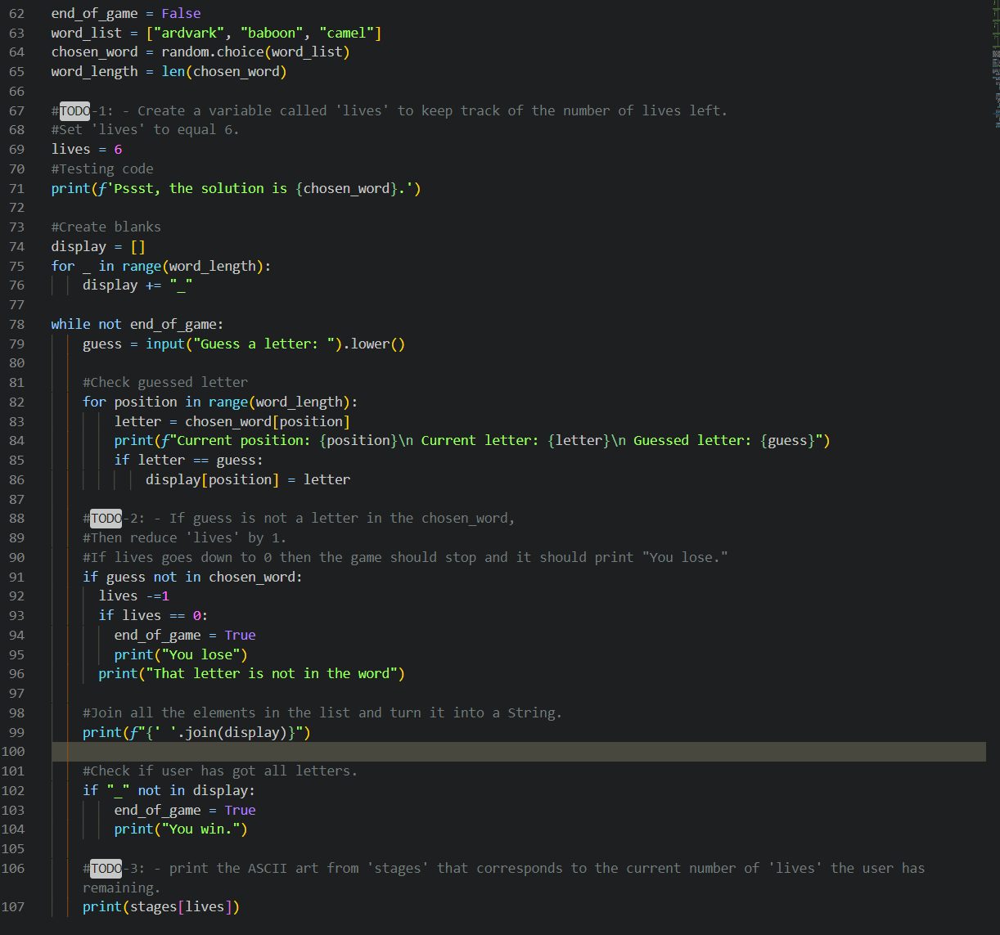 62 end_of_game = False
63 word_list = ["ardvark", "baboon", "camel"]
64 chosen_word = random.choice(word_list)
65 word_length = len(chosen_word)
66
67 #TODO-1: - Create a variable called 'lives' to keep track of the number of lives left.
68 #Set 'lives' to equal 6.
69 lives = 6
70 #Testing code
71 print(f'Pssst, the solution is {chosen_word}.')
72
73 #Create blanks
74 display = []
75 for _ in range(word_length):
76     display += "_"
77
78 while not end_of_game:
79     guess = input("Guess a letter: ").lower()
80
81     #Check guessed letter
82     for position in range(word_length):
83         letter = chosen_word[position]
84         print(f"Current position: {position}\n Current letter: {letter}\n Guessed letter: {guess}")
85         if letter == guess:
86             display[position] = letter
87
88     #TODO-2: - If guess is not a letter in the chosen_word,
89     #Then reduce 'lives' by 1.
90     #If lives goes down to 0 then the game should stop and it should print "You lose."
91     if guess not in chosen_word:
92       lives -=1
93       if lives == 0:
94         end_of_game = True
95         print("You lose")
96       print("That letter is not in the word")
97
98     #Join all the elements in the list and turn it into a String.
99     print(f"{' '.join(display)}")
100
101     #Check if user has got all letters.
102     if "_" not in display:
103         end_of_game = True
104         print("You win.")
105
106     #TODO-3: - print the ASCII art from 'stages' that corresponds to the current number of 'lives' the user has
    remaining.
107     print(stages[lives])